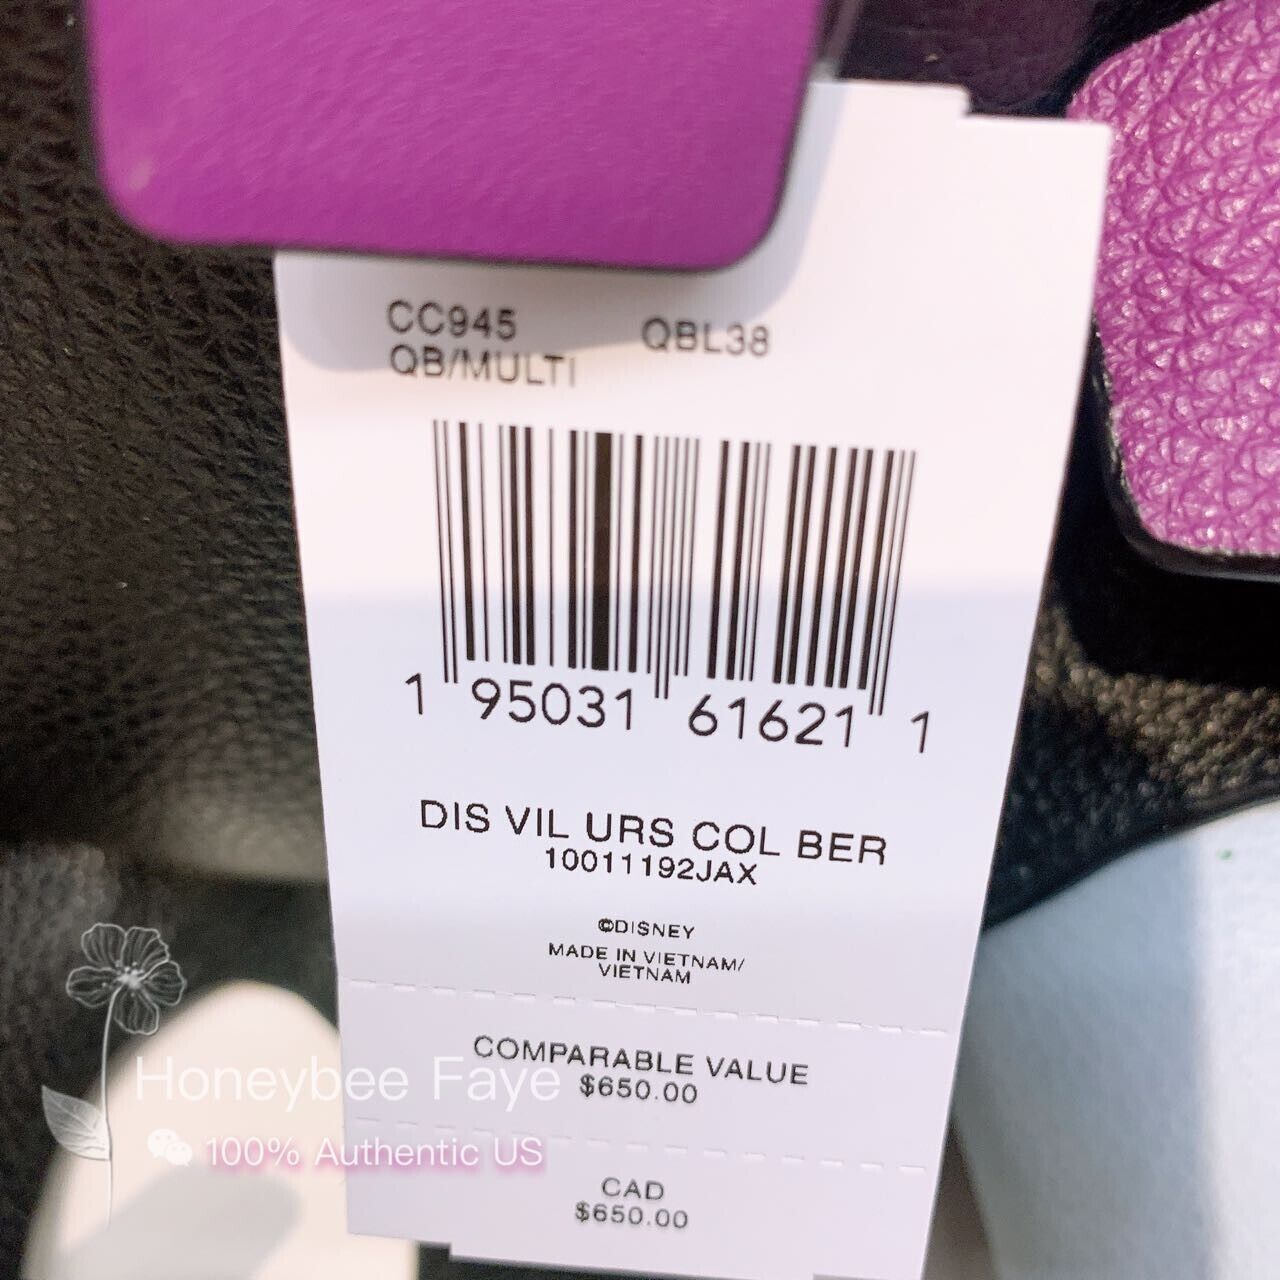 CC945 QBL38
QB/MULTI
1 95031 61621 1
DIS VIL URS COL BER
10011192JAX
©DISNEY
MADE IN VIETNAM/
VIETNAM
COMPARABLE VALUE
$650.00
Honeybee Faye
100% Authentic US
CAD
$650.00